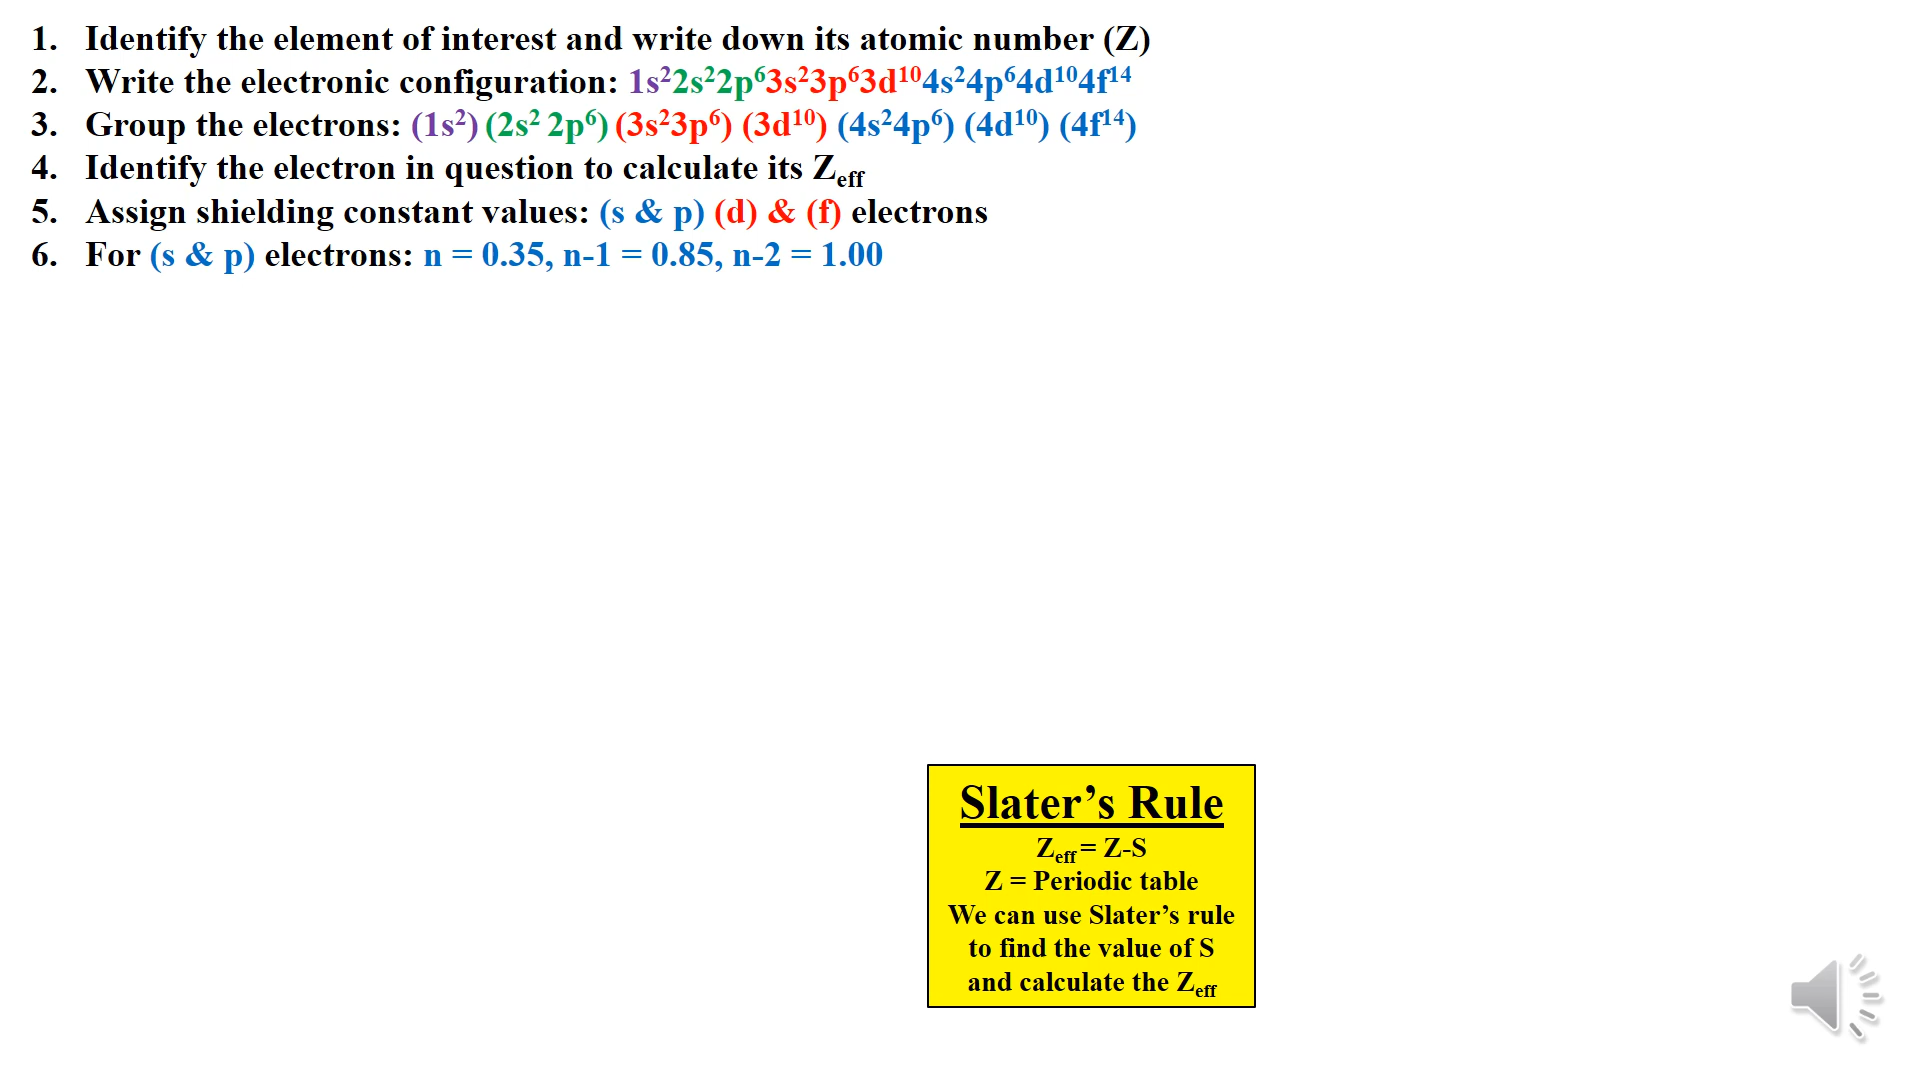 1. Identify the element of interest and write down its atomic number (Z)
2. Write the electronic configuration: 1s²2s²2p⁶3s²3p⁶3d¹⁰4s²4p⁶4d¹⁰4f¹⁴
3. Group the electrons: (1s²) (2s² 2p⁶) (3s²3p⁶) (3d¹⁰) (4s²4p⁶) (4d¹⁰) (4f¹⁴)
4. Identify the electron in question to calculate its Zeff
5. Assign shielding constant values: (s & p) (d) & (f) electrons
6. For (s & p) electrons: n = 0.35, n-1 = 0.85, n-2 = 1.00
Slater’s Rule
Zeff = Z-S
Z = Periodic table
We can use Slater’s rule
to find the value of S
and calculate the Zeff